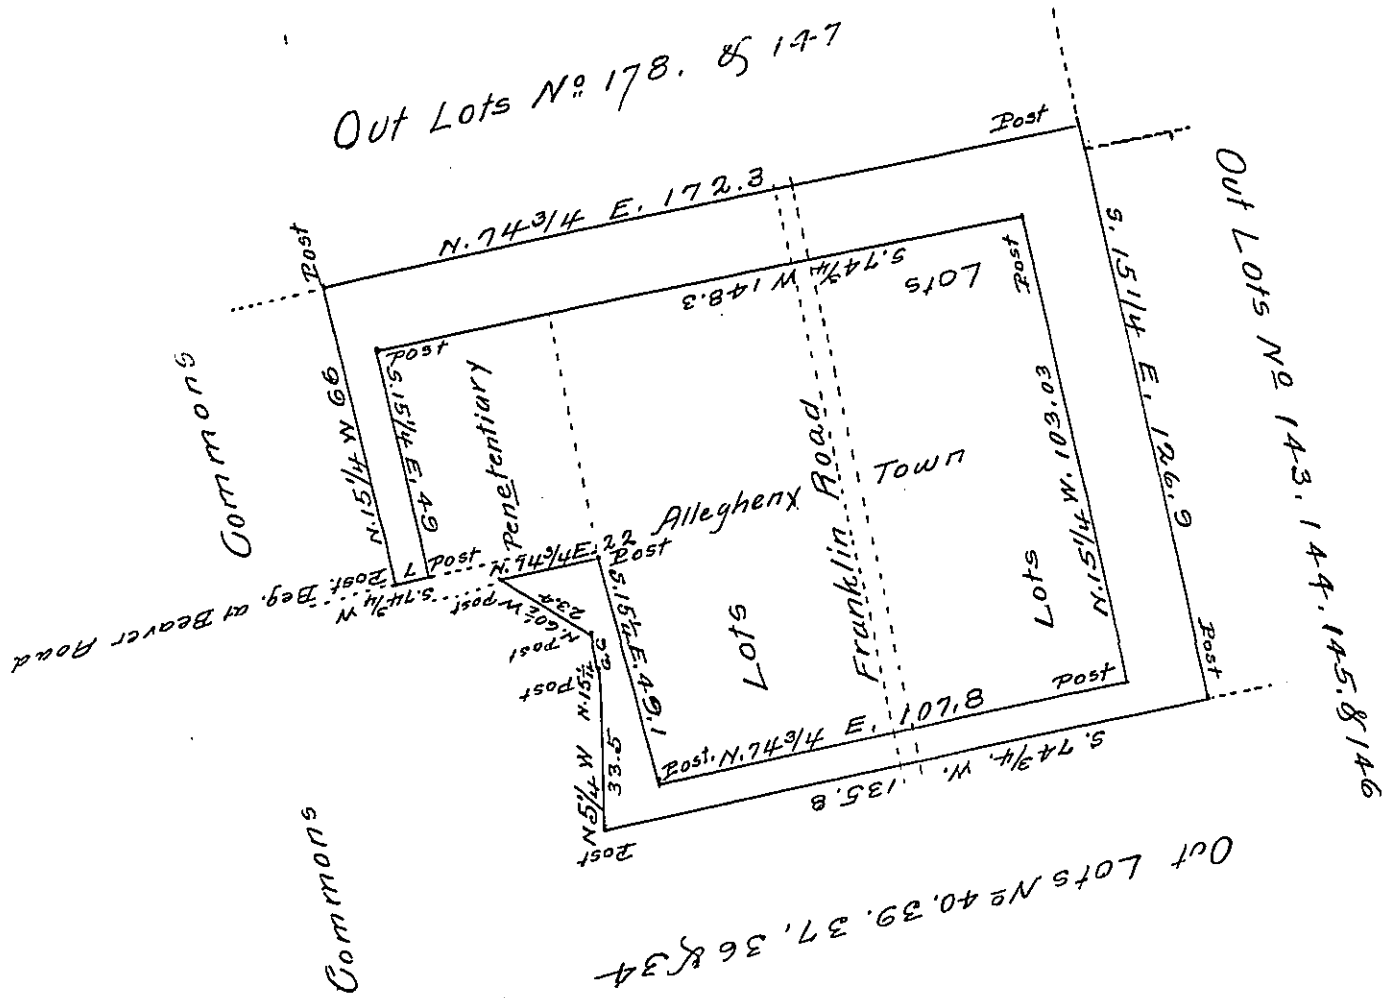 Out Lots Nº 178. & 147
Post
Post
N. 74 3/4 E. 172.3
S. 74 3/4 W 148.3
Lots
Post
Post
S. 15 1/4 E. 126.9
Out Lots Nº 143. 144. 145. & 146
Commons
N. 15 1/4 W 66
S. 15 1/4 E. 49
Penetentiary
Franklin Road
N. 15 1/4 W. 103.03
Allegheny Town
Beg. at Beaver Road
Post
7
Post
S. 74 3/4 W
Post
N. 74 3/4 E. 22
Post
N. 60 1/2 W
23.4
Post
N. 15 1/4
6.6
Post
S. 15 1/4 E. 49.1
Lots
Lots
N 5 1/4 W
33.5
Post
Post. N. 74 3/4 E. 107.8
Post
Post
S. 74 3/4. W. 135.8
Commons
Out Lots Nº 40. 39. 37. 36 & 34